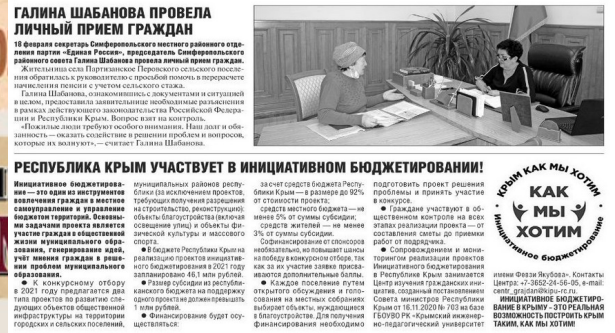 ГАЛИНА ШАБАНОВА ПРОВЕЛА
ЛИЧНЫЙ ПРИЕМ ГРАЖДАН
18 февраля секретарь Симферопольского местного районного отде-
ления партии «Единая Россия», председатель Симферопольского
районного совета Галина Шабанова провела личный прием граждан.
Жительница села Партизанское Перовского сельского поселе-
ния обратилась к руководителю с просьбой помочь в перерасчете
начисления пенсии с учетом сельского стажа.
Галина Шабанова, ознакомившись с документами и ситуацией
в целом, предоставила заявительнице необходимые разъяснения
в рамках действующего законодательства Российской Федера-
ции и Республики Крым. Вопрос взят на контроль.
«Пожилые люди требуют особого внимания. Наш долг и обя-
занность — оказать содействие в решении проблем и вопросов,
которые их волнуют», — считает Галина Шабанова.
РЕСПУБЛИКА КРЫМ УЧАСТВУЕТ В ИНИЦИАТИВНОМ БЮДЖЕТИРОВАНИИ!
Инициативное бюджетирова-
ние — это один из инструментов
вовлечения граждан в местное
самоуправление и управление
бюджетом территорий. Основны-
ми задачами проекта является
участие граждан в общественной
жизни муниципального обра-
зования, генерирование идей,
учёт мнения граждан в реше-
нии проблем муниципального
образования.
● К конкурсному отбору
в 2021 году предлагаются два
типа проектов по развитию сле-
дующих объектов общественной
инфраструктуры на территории
городских и сельских поселений,
муниципальных районов респу-
блики (за исключением проектов,
требующих получения разрешения
на строительство, реконструкцию):
объекты благоустройства (включая
освещение улиц) и объекты физи-
ческой культуры и массового
спорта.
● В бюджете Республики Крым на
реализацию проектов инициатив-
ного бюджетирования в 2021 году
запланировано 46,1 млн рублей.
● Размер субсидии из республи-
канского бюджета на поддержку
одного проекта не должен превышать
1 млн рублей.
● Финансирование будет осу-
ществляться:
за счет средств бюджета Респу-
блики Крым — в размере до 92%
от стоимости проекта;
средств местного бюджета — не
менее 5% от суммы субсидии;
средств жителей — не менее
3% от суммы субсидии.
Софинансирование от спонсоров
необязательно, но повышает шансы
на победу в конкурсном отборе, так
как за их участие заявке присваи-
ваются дополнительные баллы.
● Каждое поселение путем
открытого обсуждения и голосо-
вания на местных собраниях
выбирает объекты, нуждающиеся
в благоустройстве. Для получения
финансирования необходимо
подготовить проект решения
проблемы и принять участие
в конкурсе.
● Граждане участвуют в обще-
ственном контроле на всех
этапах реализации проекта — от
составления сметы до приемки
работ от подрядчика.
● Сопровождением и мони-
торингом реализации проектов
Инициативного бюджетирования
в Республике Крым занимается
Центр изучения гражданских ини-
циатив, созданный постановлением
Совета министров Республики
Крым от 16.11.2020 № 703 на базе
ГБОУВО РК «Крымский инженер-
но-педагогический университет
КРЫМ КАК МЫ ХОТИМ
КАК
МЫ
ХОТИМ
Инициативное бюджетирование
имени Февзи Якубова». Контакты
Центра: +7-3652-24-56-05, e-mail:
centr_grajdan@kipu-rc.ru.
ИНИЦИАТИВНОЕ БЮДЖЕТИРОВА-
НИЕ В КРЫМУ - ЭТО РЕАЛЬНАЯ
ВОЗМОЖНОСТЬ ПОСТРОИТЬ КРЫМ
ТАКИМ, КАК МЫ ХОТИМ!